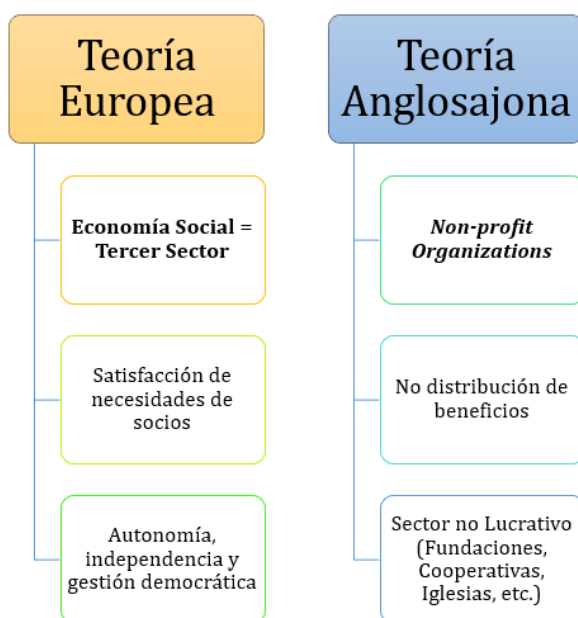 Teoría
Europea
Economía Social =
Tercer Sector
Satisfacción de
necesidades de
socios
Autonomía,
independencia y
gestión democrática
Teoría
Anglosajona
Non-profit
Organizations
No distribución de
beneficios
Sector no Lucrativo
(Fundaciones,
Cooperativas,
Iglesias, etc.)